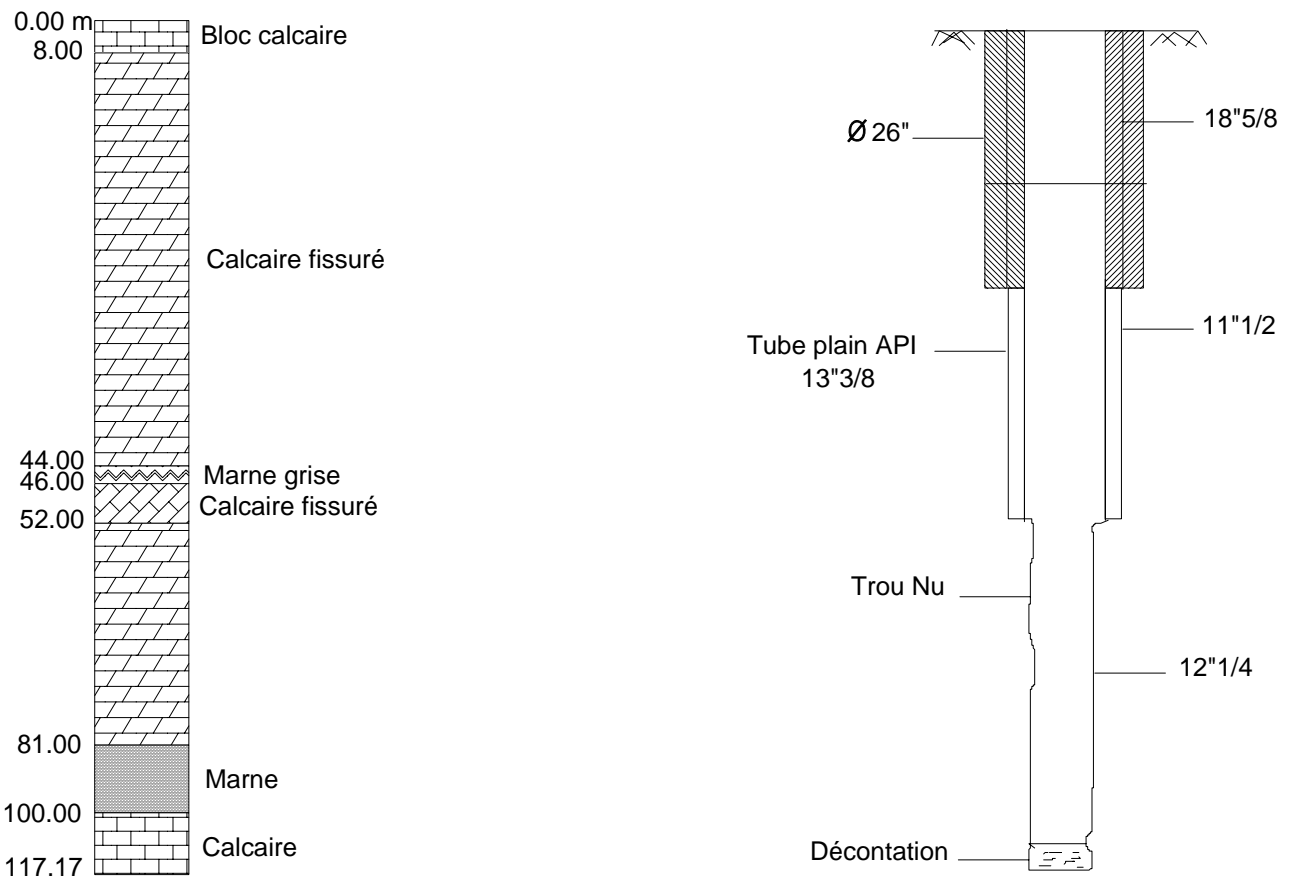 0.00 m
Bloc calcaire
8.00
Calcaire fissuré
44.00
Marne grise
46.00
Calcaire fissuré
52.00
81.00
Marne
100.00
Calcaire
117.17
Ø 26"
18"5/8
Tube plain API
13"3/8
11"1/2
Trou Nu
12"1/4
Décontation